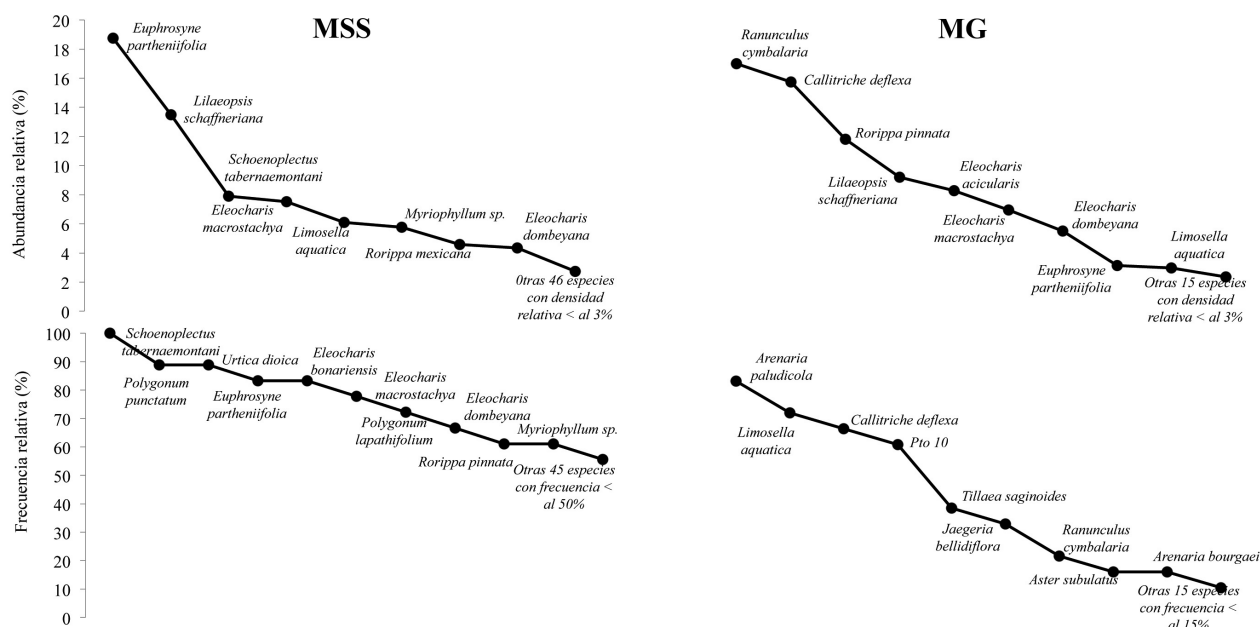 MSS
MG
Abundancia relativa (%)
20
18
16
14
12
10
8
6
4
2
0
Euphrosyne
partheniifolia
Lilaeopsis
schaffneriana
Schoenoplectus
tabernaemontani
Eleocharis
macrostachya
Limosella
aquatica
Myriophyllum sp.
Rorippa mexicana
Eleocharis
dombeyana
0tras 46 especies
con densidad
relativa < al 3%
Ranunculus
cymbalaria
Callitriche deflexa
Rorippa pinnata
Lilaeopsis
schaffneriana
Eleocharis
acicularis
Eleocharis
macrostachya
Eleocharis
dombeyana
Euphrosyne
partheniifolia
Limosella
aquatica
Otras 15 especies
con densidad
relativa < al 3%
Frecuencia relativa (%)
100
90
80
70
60
50
40
30
20
10
0
Schoenoplectus
tabernaemontani
Polygonum
punctatum
Urtica dioica
Euphrosyne
partheniifolia
Eleocharis
bonariensis
Eleocharis
macrostachya
Polygonum
lapathifolium
Eleocharis
dombeyana
Rorippa pinnata
Myriophyllum sp.
Otras 45 especies
con frecuencia <
al 50%
Arenaria
paludicola
Limosella
aquatica
Callitriche deflexa
Pto 10
Tillaea saginoides
Jaegeria
bellidiflora
Ranunculus
cymbalaria
Aster subulatus
Arenaria bourgaei
Otras 15 especies
con frecuencia <
al 15%